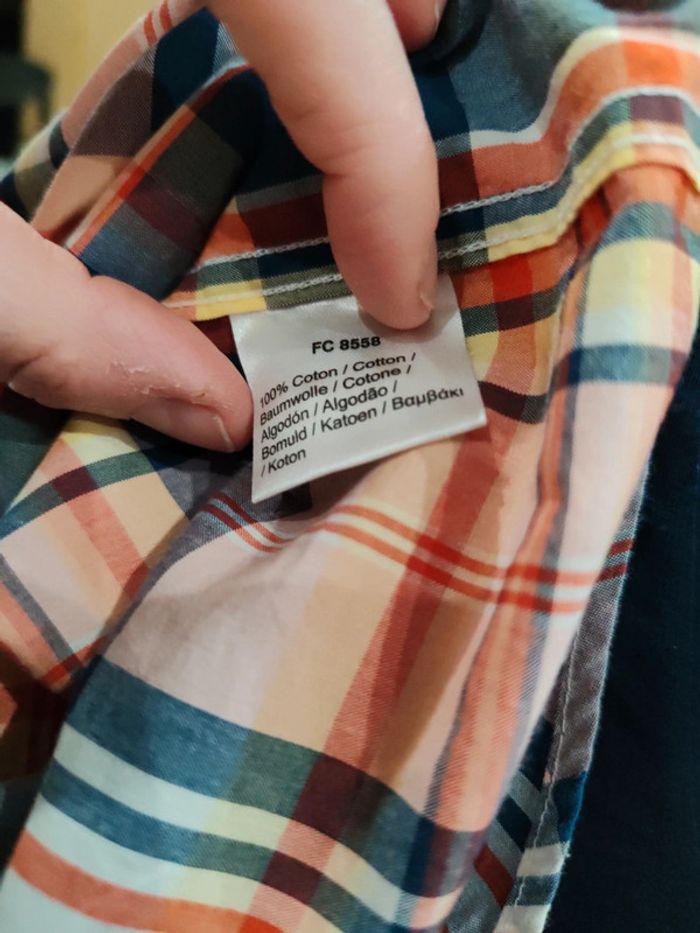 FC 8558
100% Coton / Cotton /
Baumwolle / Cotone /
Algodón / Algodão /
Bomuld / Katoen / Βαμβάκι
/ Koton